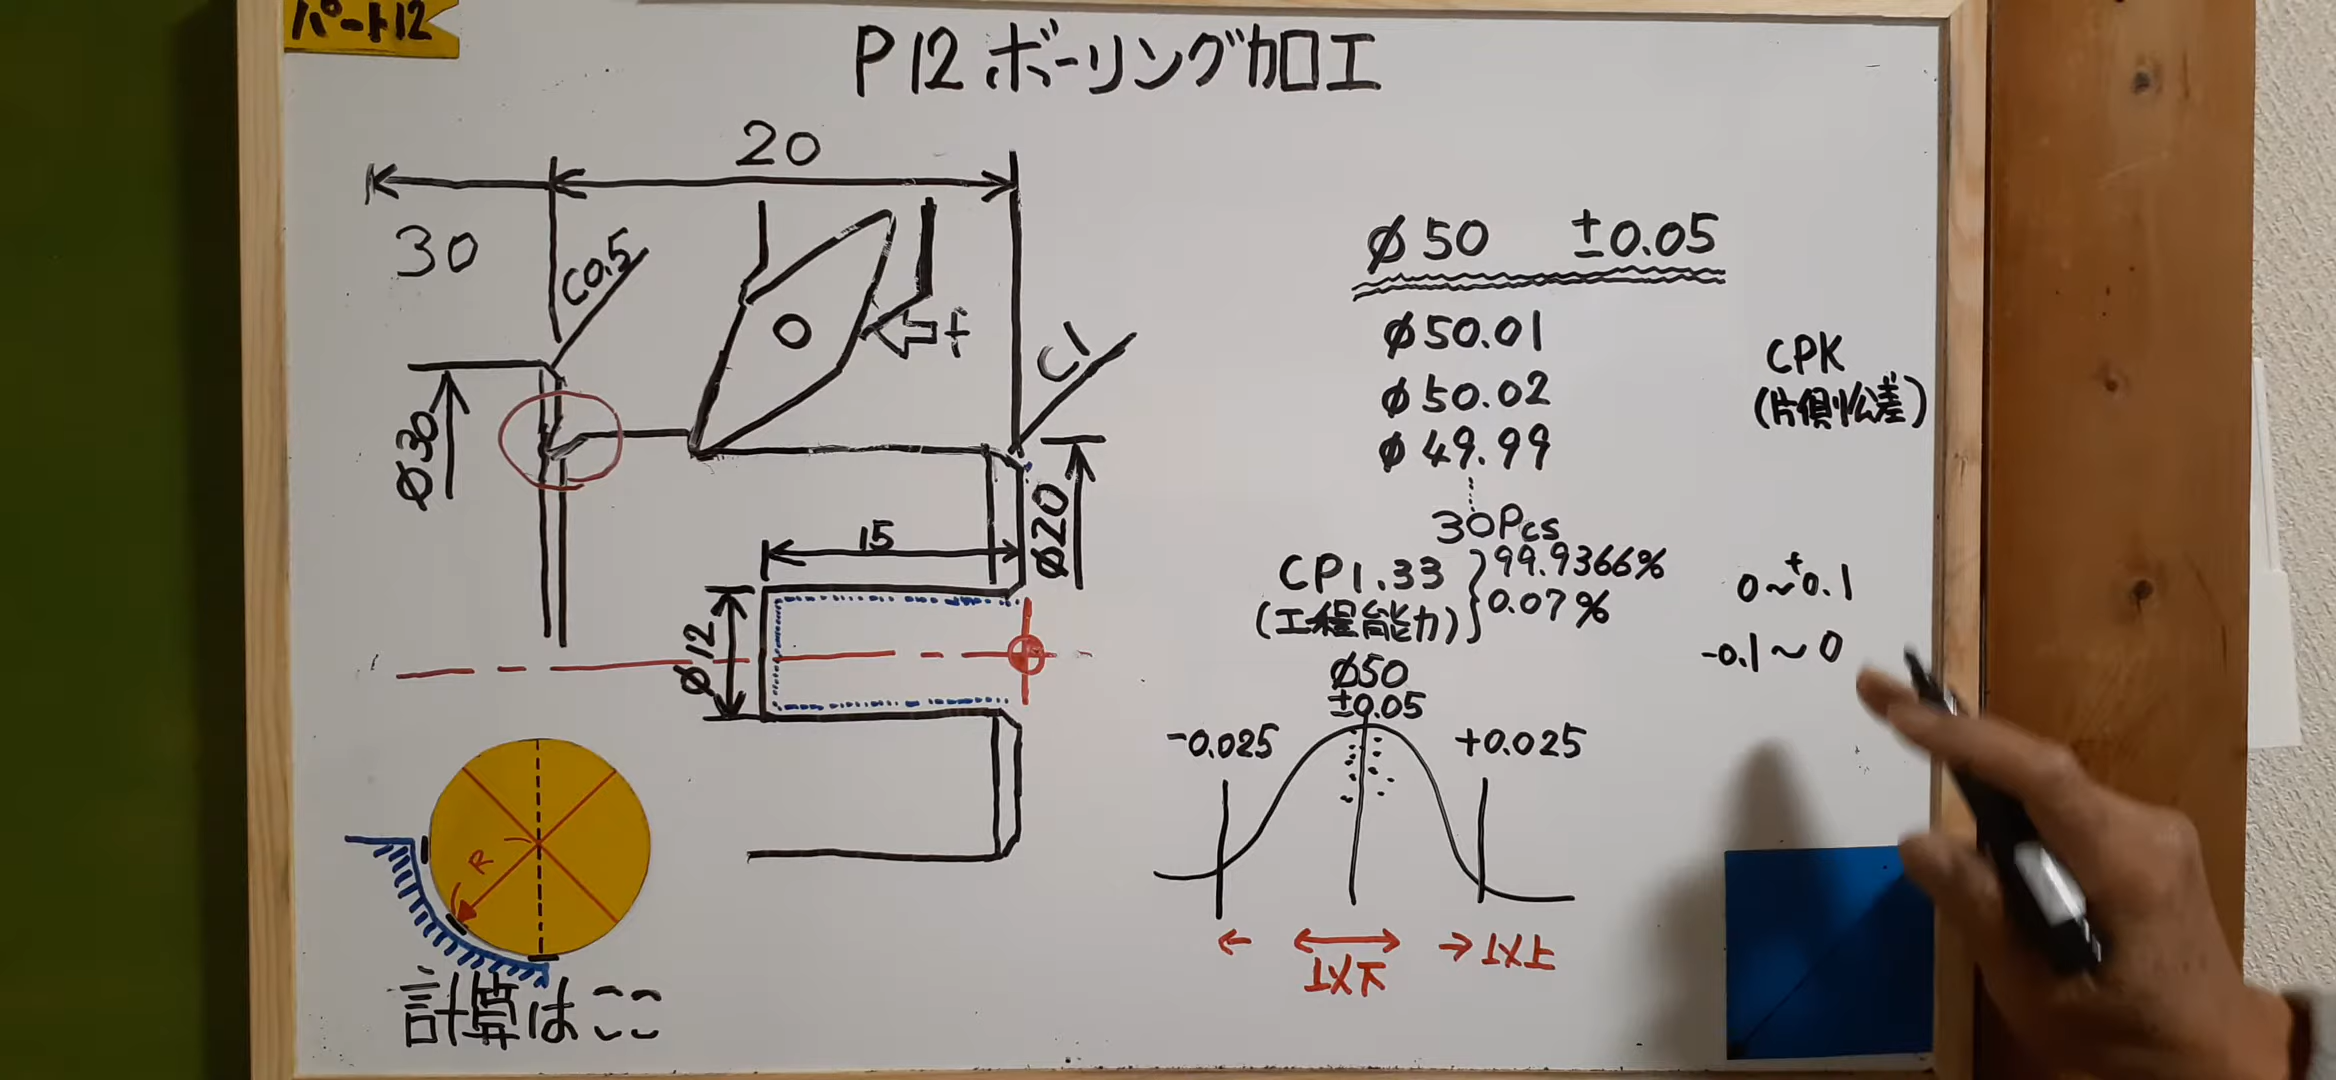 パート12
P12 ボーリング加工
20
30
C0.5
f
C1
φ30
15
φ20
φ12
R
計算はここ
φ50 ±0.05
φ50.01
φ50.02
φ49.99
30Pcs
CP1.33
(工程能力)
99.9366%
0.07%
φ50
±0.05
-0.025
+0.025
1以下
1以上
CPK
(片側公差)
0~+0.1
-0.1~0